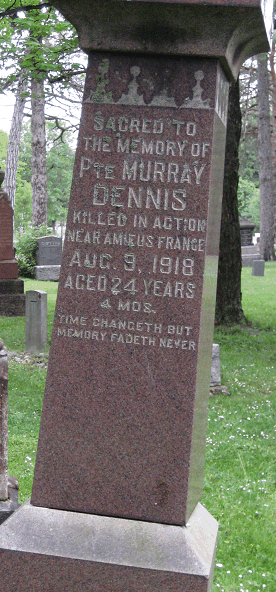 SACRED TO
THE MEMORY OF
PTE MURRAY
DENNIS
KILLED IN ACTION
NEAR AMIEUS FRANCE
AUG. 9, 1918
AGED 24 YEARS
4 MOS.
TIME CHANGETH BUT
MEMORY FADETH NEVER